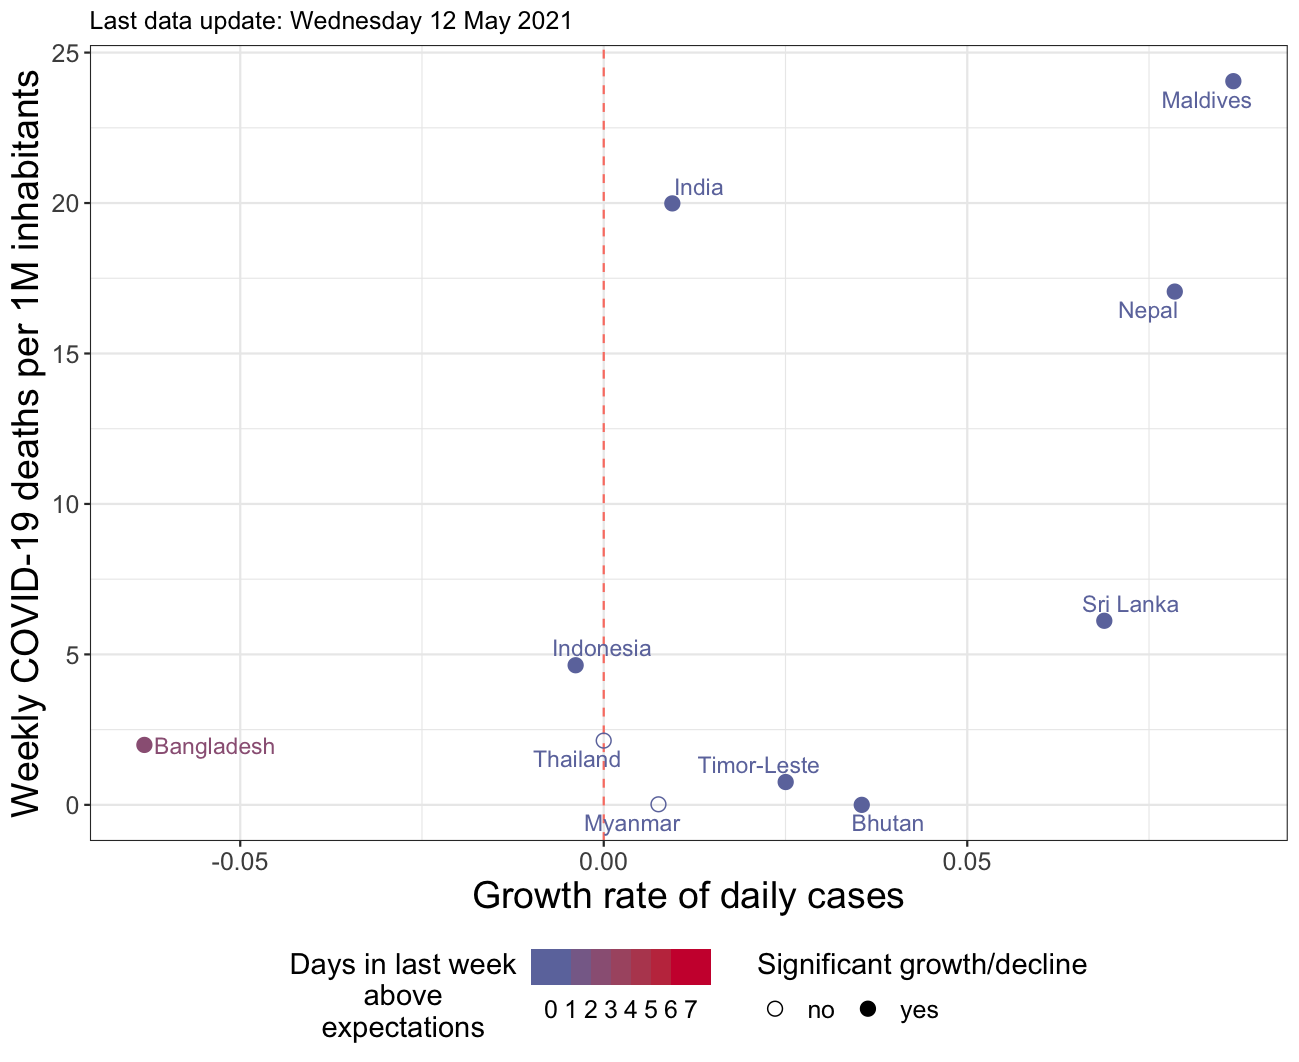 Last data update: Wednesday 12 May 2021
Weekly COVID-19 deaths per 1M inhabitants
25
20
15
10
5
0
Maldives
India
Nepal
Sri Lanka
Indonesia
Bangladesh
Thailand
Timor-Leste
Myanmar
Bhutan
-0.05
0.00
0.05
Growth rate of daily cases
Days in last week
above
expectations
0 1 2 3 4 5 6 7
Significant growth/decline
no
yes